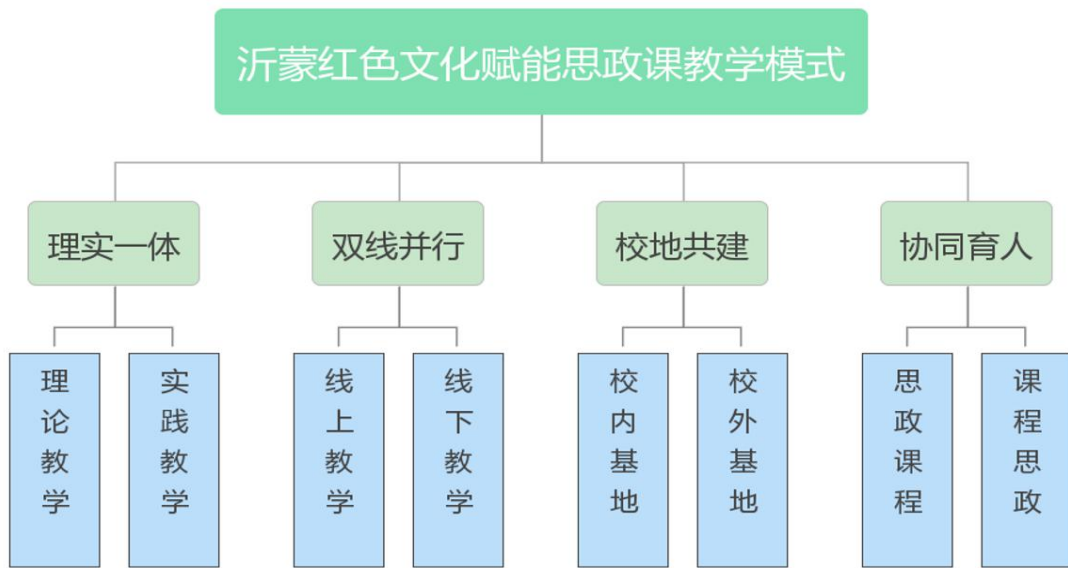 沂蒙红色文化赋能思政课教学模式
理实一体
双线并行
校地共建
协同育人
理论教学
实践教学
线上教学
线下教学
校内基地
校外基地
思政课程
课程思政